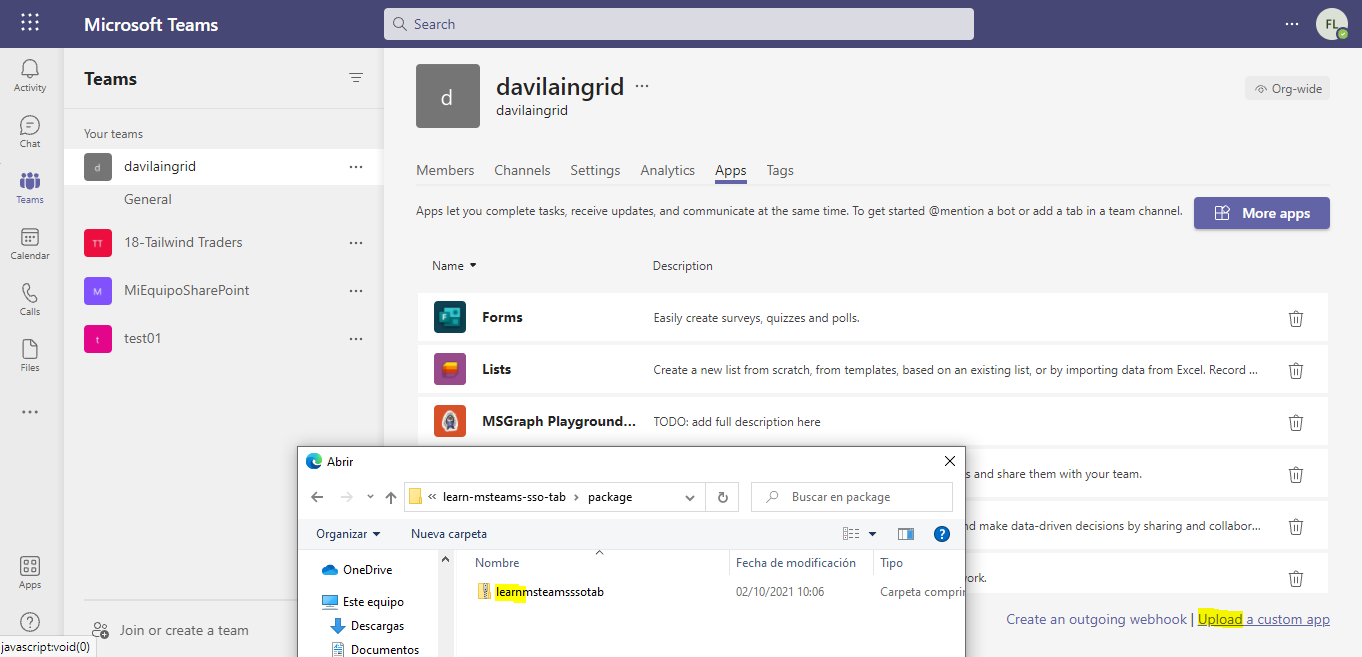 Microsoft Teams
Search
FL
Activity
Chat
Teams
Calendar
Calls
Files
Apps
Teams
Your teams
d
davilaingrid
General
TT
18-Tailwind Traders
M
MiEquipoSharePoint
t
test01
Join or create a team
javascript:void(0)
d
davilaingrid
davilaingrid
Org-wide
Members
Channels
Settings
Analytics
Apps
Tags
Apps let you complete tasks, receive updates, and communicate at the same time. To get started @mention a bot or add a tab in a team channel.
More apps
Name
Description
Forms
Easily create surveys, quizzes and polls.
Lists
Create a new list from scratch, from templates, based on an existing list, or by importing data from Excel. Record ...
MSGraph Playground...
TODO: add full description here
s and share them with your team.
nd make data-driven decisions by sharing and collabor...
ork.
Create an outgoing webhook | Upload a custom app
Abrir
« learn-msteams-sso-tab › package
Buscar en package
Organizar
Nueva carpeta
OneDrive
Este equipo
Descargas
Documentos
Nombre
Fecha de modificación
Tipo
learnmsteamsssotab
02/10/2021 10:06
Carpeta comprin